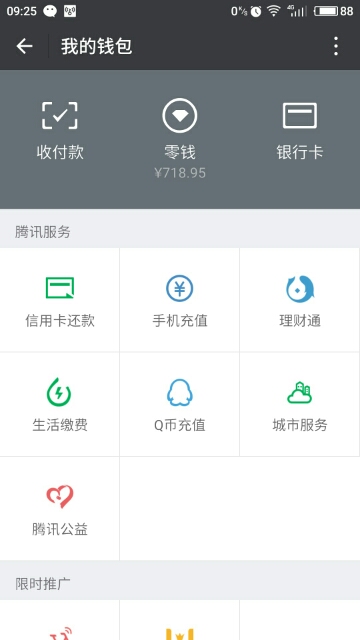 09:25 0K/s 4G 88
我的钱包
收付款 零钱 银行卡
¥718.95
腾讯服务
信用卡还款 手机充值 理财通
生活缴费 Q币充值 城市服务
腾讯公益
限时推广